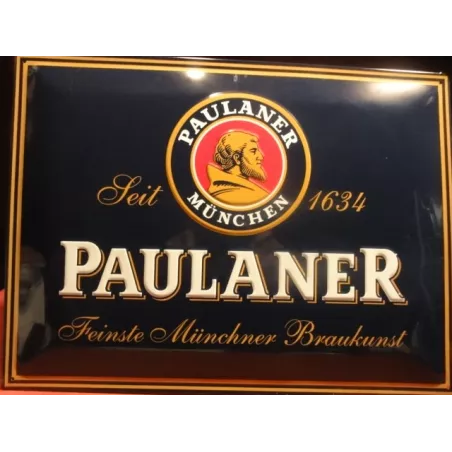 PAULANER
MÜNCHEN
Seit 1634
PAULANER
Feinste Münchner Braukunst